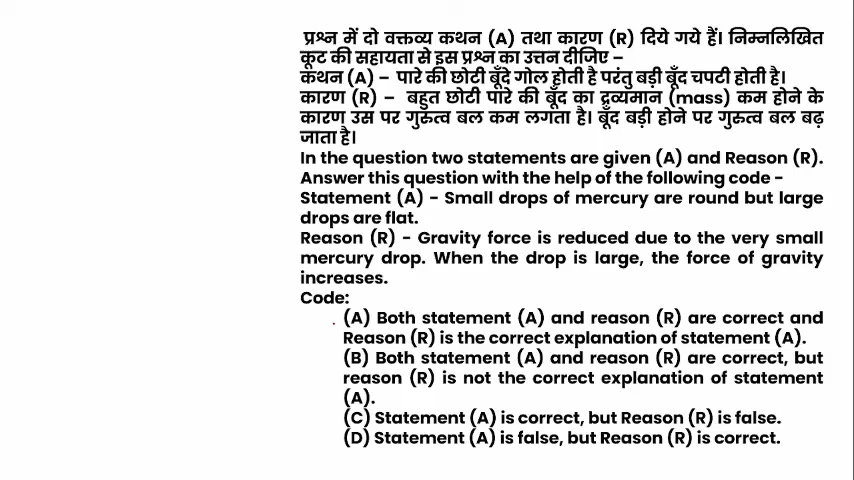 प्रश्न में दो वक्तव्य कथन (A) तथा कारण (R) दिये गये हैं। निम्नलिखित
कूट की सहायता से इस प्रश्न का उत्तन दीजिए –
कथन (A) – पारे की छोटी बूँदे गोल होती है परंतु बड़ी बूँद चपटी होती है।
कारण (R) – बहुत छोटी पारे की बूँद का द्रव्यमान (mass) कम होने के
कारण उस पर गुरुत्व बल कम लगता है। बूँद बड़ी होने पर गुरुत्व बल बढ़
जाता है।
In the question two statements are given (A) and Reason (R).
Answer this question with the help of the following code -
Statement (A) - Small drops of mercury are round but large
drops are flat.
Reason (R) - Gravity force is reduced due to the very small
mercury drop. When the drop is large, the force of gravity
increases.
Code:
(A) Both statement (A) and reason (R) are correct and
Reason (R) is the correct explanation of statement (A).
(B) Both statement (A) and reason (R) are correct, but
reason (R) is not the correct explanation of statement
(A).
(C) Statement (A) is correct, but Reason (R) is false.
(D) Statement (A) is false, but Reason (R) is correct.